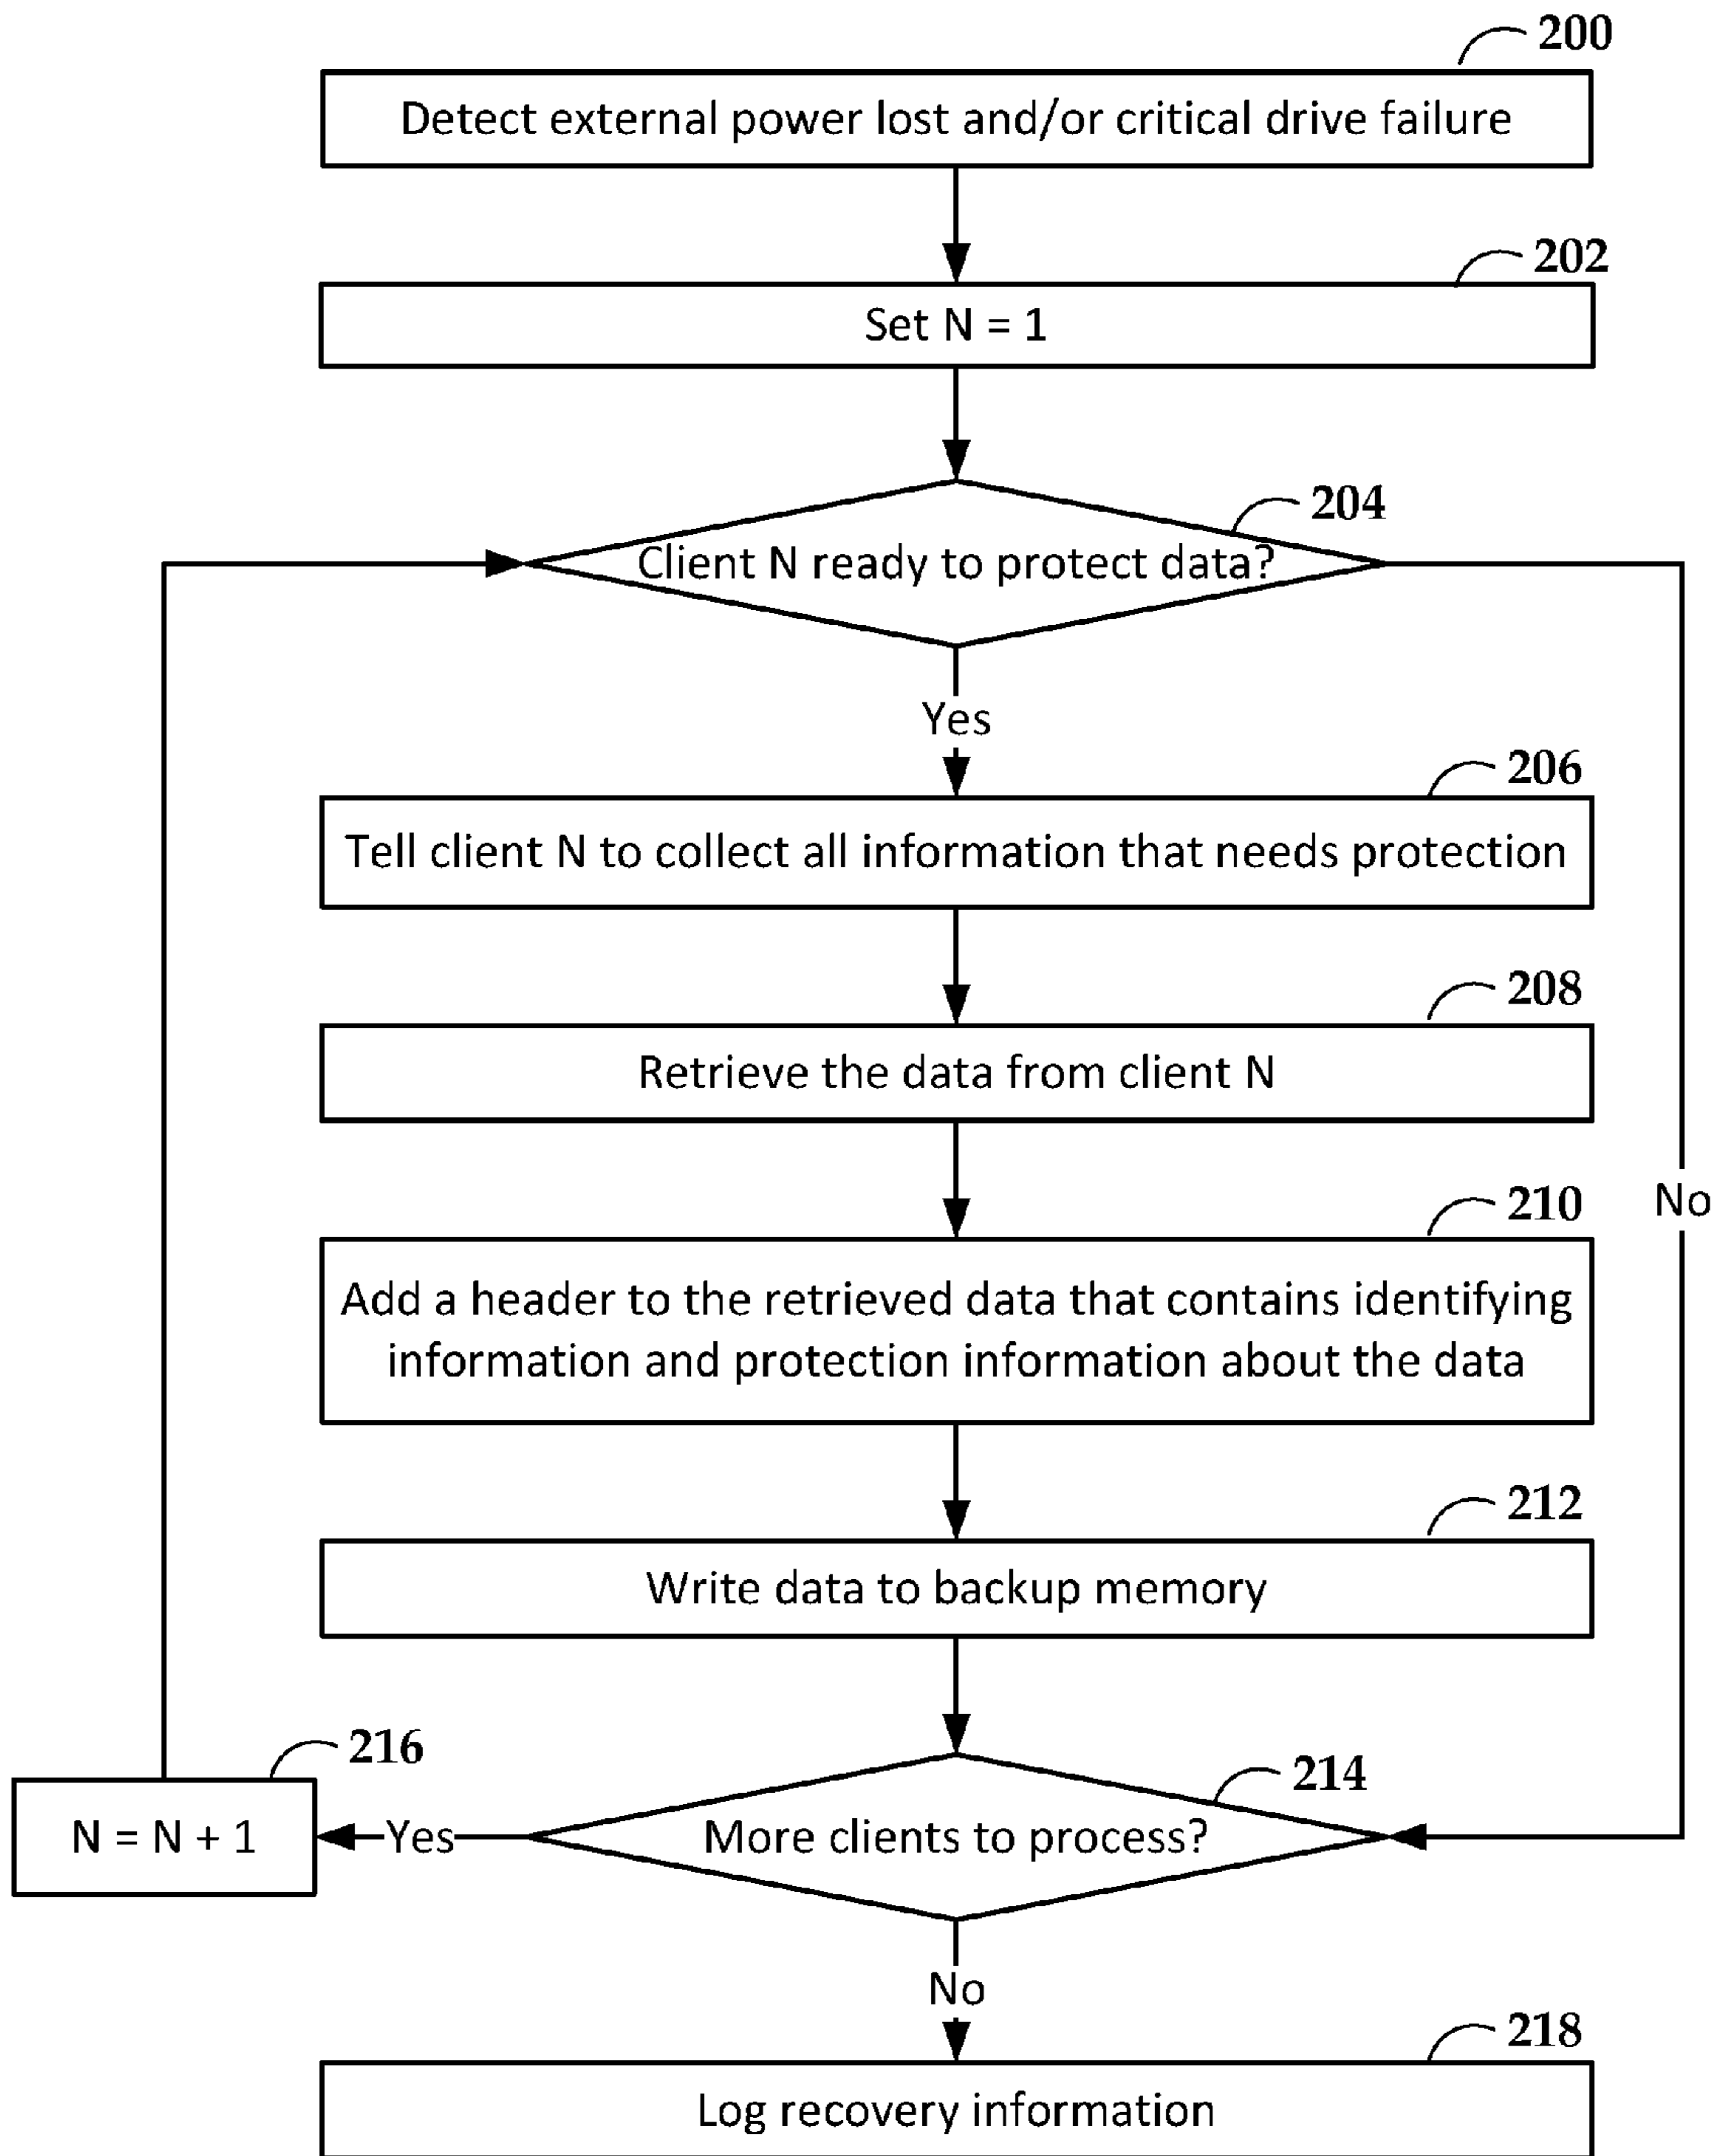 200
Detect external power lost and/or critical drive failure
202
Set N = 1
204
Client N ready to protect data?
Yes
206
Tell client N to collect all information that needs protection
208
Retrieve the data from client N
No
210
Add a header to the retrieved data that contains identifying
information and protection information about the data
212
Write data to backup memory
216
214
N = N + 1
Yes
More clients to process?
No
218
Log recovery information